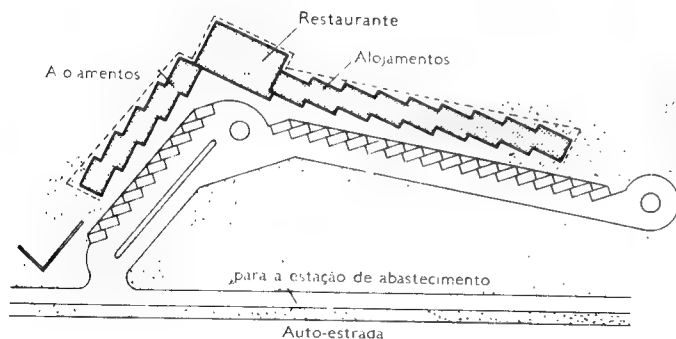 Restaurante
A o amentos
Alojamentos
para a estação de abastecimento
Auto-estrada